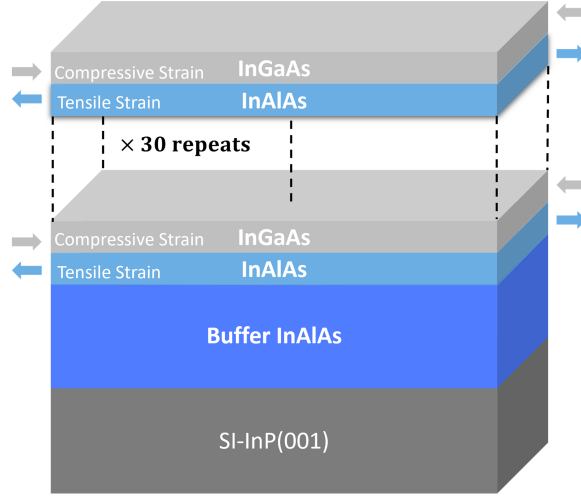 Compressive Strain InGaAs
Tensile Strain InAlAs
× 30 repeats
Compressive Strain InGaAs
Tensile Strain InAlAs
Buffer InAlAs
SI-InP(001)